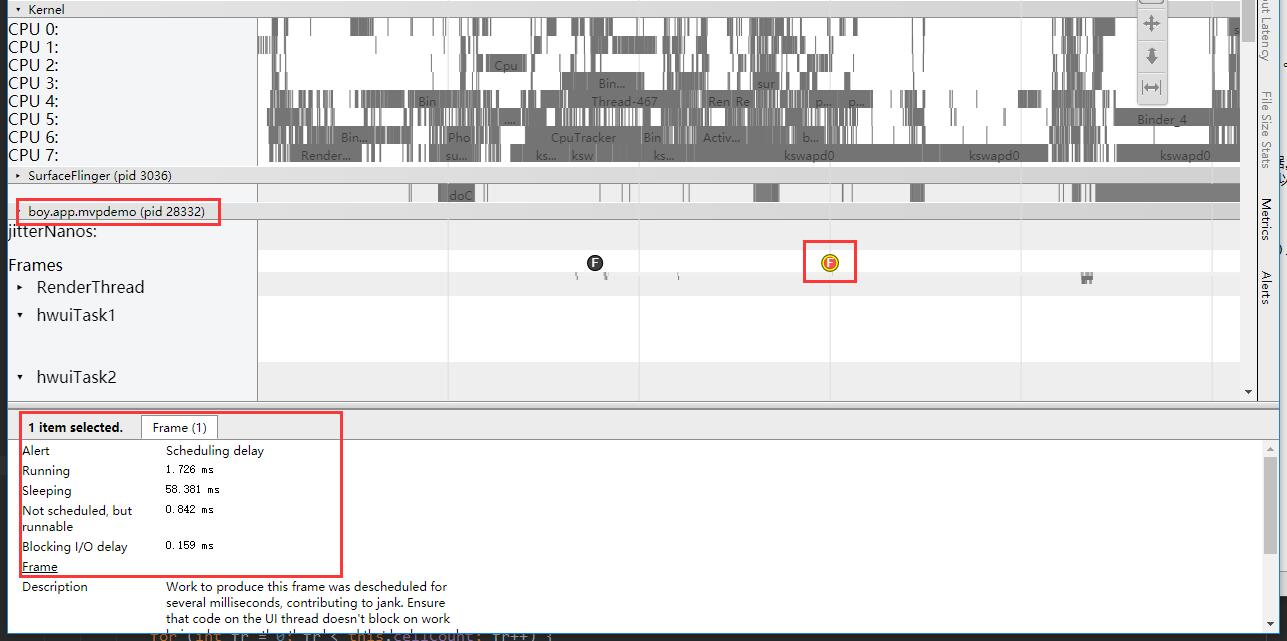 Kernel
CPU 0:
CPU 1:
CPU 2:
Cpu
CPU 3:
Bin... sur
CPU 4:
Bin Thread-467 Ren Re p... p...
CPU 5:
.... Binder_4
CPU 6:
Bin... Pho CpuTracker Bin Activ... b...
CPU 7:
Render... su... ks... ksw ks... kswapd0 kswapd0 kswapd0
SurfaceFlinger (pid 3036)
doC
boy.app.mvpdemo (pid 28332)
jitterNanos:
Frames
F F
RenderThread
hwuiTask1
hwuiTask2
put Latency
File Size Stats
Metrics
Alerts
1 item selected. Frame (1)
Alert Scheduling delay
Running 1.726 ms
Sleeping 58.381 ms
Not scheduled, but 0.842 ms
runnable
Blocking I/O delay 0.159 ms
Frame
Description Work to produce this frame was descheduled for
several milliseconds, contributing to jank. Ensure
that code on the UI thread doesn't block on work
for (int fr = 0; fr < this.cellCount; fr++) {